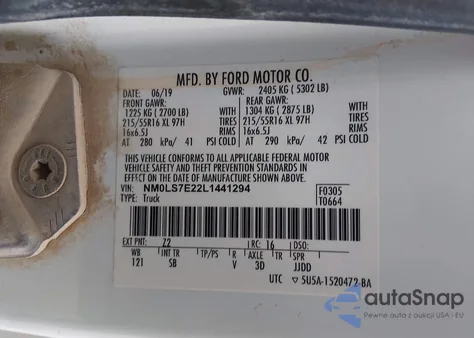 MFD. BY FORD MOTOR CO.
DATE: 06/19 GVWR: 2405 KG ( 5302 LB)
FRONT GAWR: REAR GAWR:
1225 KG ( 2700 LB) 1304 KG ( 2875 LB) WITH
215/55R16 XL 97H TIRES 215/55R16 XL 97H TIRES
16x6.5J RIMS 16x6.5J RIMS
AT 280 kPa/ 41 PSI COLD AT 290 kPa/ 42 PSI COLD
THIS VEHICLE CONFORMS TO ALL APPLICABLE FEDERAL MOTOR
VEHICLE SAFETY AND THEFT PREVENTION STANDARDS IN
EFFECT ON THE DATE OF MANUFACTURE SHOWN ABOVE.
VIN: NM0LS7E22L1441294 F0305
TYPE: Truck T0664
EXT PNT: Z2 RC: 16 DSO:
WB INT TR TP/PS R AXLE TR SPR
121 SB V 3D JJDD
UTC 5U5A-1520472-BA
autoSnap
Pewne auta z USA - EU